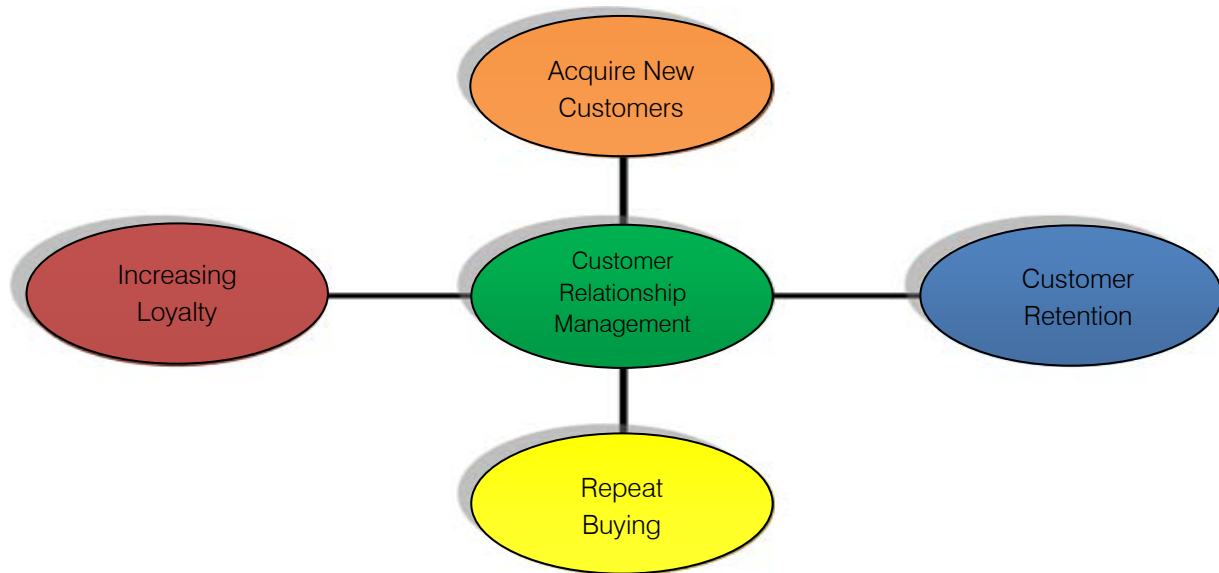 Acquire New
Customers
Increasing
Loyalty
Customer
Relationship
Management
Customer
Retention
Repeat
Buying